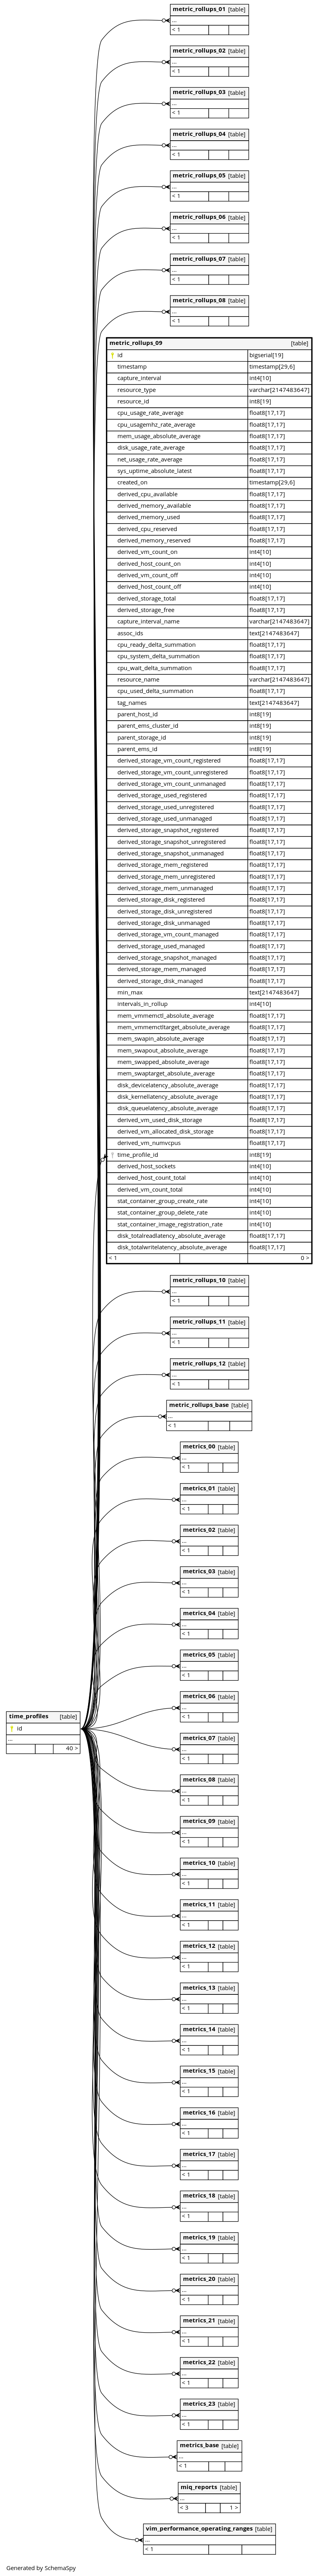 metric_rollups_01 [table]
...
< 1
metric_rollups_02 [table]
...
< 1
metric_rollups_03 [table]
...
< 1
metric_rollups_04 [table]
...
< 1
metric_rollups_05 [table]
...
< 1
metric_rollups_06 [table]
...
< 1
metric_rollups_07 [table]
...
< 1
metric_rollups_08 [table]
...
< 1
metric_rollups_09 [table]
id bigserial[19]
timestamp timestamp[29,6]
capture_interval int4[10]
resource_type varchar[2147483647]
resource_id int8[19]
cpu_usage_rate_average float8[17,17]
cpu_usagemhz_rate_average float8[17,17]
mem_usage_absolute_average float8[17,17]
disk_usage_rate_average float8[17,17]
net_usage_rate_average float8[17,17]
sys_uptime_absolute_latest float8[17,17]
created_on timestamp[29,6]
derived_cpu_available float8[17,17]
derived_memory_available float8[17,17]
derived_memory_used float8[17,17]
derived_cpu_reserved float8[17,17]
derived_memory_reserved float8[17,17]
derived_vm_count_on int4[10]
derived_host_count_on int4[10]
derived_vm_count_off int4[10]
derived_host_count_off int4[10]
derived_storage_total float8[17,17]
derived_storage_free float8[17,17]
capture_interval_name varchar[2147483647]
assoc_ids text[2147483647]
cpu_ready_delta_summation float8[17,17]
cpu_system_delta_summation float8[17,17]
cpu_wait_delta_summation float8[17,17]
resource_name varchar[2147483647]
cpu_used_delta_summation float8[17,17]
tag_names text[2147483647]
parent_host_id int8[19]
parent_ems_cluster_id int8[19]
parent_storage_id int8[19]
parent_ems_id int8[19]
derived_storage_vm_count_registered float8[17,17]
derived_storage_vm_count_unregistered float8[17,17]
derived_storage_vm_count_unmanaged float8[17,17]
derived_storage_used_registered float8[17,17]
derived_storage_used_unregistered float8[17,17]
derived_storage_used_unmanaged float8[17,17]
derived_storage_snapshot_registered float8[17,17]
derived_storage_snapshot_unregistered float8[17,17]
derived_storage_snapshot_unmanaged float8[17,17]
derived_storage_mem_registered float8[17,17]
derived_storage_mem_unregistered float8[17,17]
derived_storage_mem_unmanaged float8[17,17]
derived_storage_disk_registered float8[17,17]
derived_storage_disk_unregistered float8[17,17]
derived_storage_disk_unmanaged float8[17,17]
derived_storage_vm_count_managed float8[17,17]
derived_storage_used_managed float8[17,17]
derived_storage_snapshot_managed float8[17,17]
derived_storage_mem_managed float8[17,17]
derived_storage_disk_managed float8[17,17]
min_max text[2147483647]
intervals_in_rollup int4[10]
mem_vmmemctl_absolute_average float8[17,17]
mem_vmmemctltarget_absolute_average float8[17,17]
mem_swapin_absolute_average float8[17,17]
mem_swapout_absolute_average float8[17,17]
mem_swapped_absolute_average float8[17,17]
mem_swaptarget_absolute_average float8[17,17]
disk_devicelatency_absolute_average float8[17,17]
disk_kernellatency_absolute_average float8[17,17]
disk_queuelatency_absolute_average float8[17,17]
derived_vm_used_disk_storage float8[17,17]
derived_vm_allocated_disk_storage float8[17,17]
derived_vm_numvcpus float8[17,17]
time_profile_id int8[19]
derived_host_sockets int4[10]
derived_host_count_total int4[10]
derived_vm_count_total int4[10]
stat_container_group_create_rate int4[10]
stat_container_group_delete_rate int4[10]
stat_container_image_registration_rate int4[10]
disk_totalreadlatency_absolute_average float8[17,17]
disk_totalwritelatency_absolute_average float8[17,17]
< 1 0 >
metric_rollups_10 [table]
...
< 1
metric_rollups_11 [table]
...
< 1
metric_rollups_12 [table]
...
< 1
metric_rollups_base [table]
...
< 1
metrics_00 [table]
...
< 1
metrics_01 [table]
...
< 1
metrics_02 [table]
...
< 1
metrics_03 [table]
...
< 1
metrics_04 [table]
...
< 1
metrics_05 [table]
...
< 1
metrics_06 [table]
...
< 1
time_profiles [table]
id
...
40 >
metrics_07 [table]
...
< 1
metrics_08 [table]
...
< 1
metrics_09 [table]
...
< 1
metrics_10 [table]
...
< 1
metrics_11 [table]
...
< 1
metrics_12 [table]
...
< 1
metrics_13 [table]
...
< 1
metrics_14 [table]
...
< 1
metrics_15 [table]
...
< 1
metrics_16 [table]
...
< 1
metrics_17 [table]
...
< 1
metrics_18 [table]
...
< 1
metrics_19 [table]
...
< 1
metrics_20 [table]
...
< 1
metrics_21 [table]
...
< 1
metrics_22 [table]
...
< 1
metrics_23 [table]
...
< 1
metrics_base [table]
...
< 1
miq_reports [table]
...
< 3 1 >
vim_performance_operating_ranges [table]
...
< 1
Generated by SchemaSpy